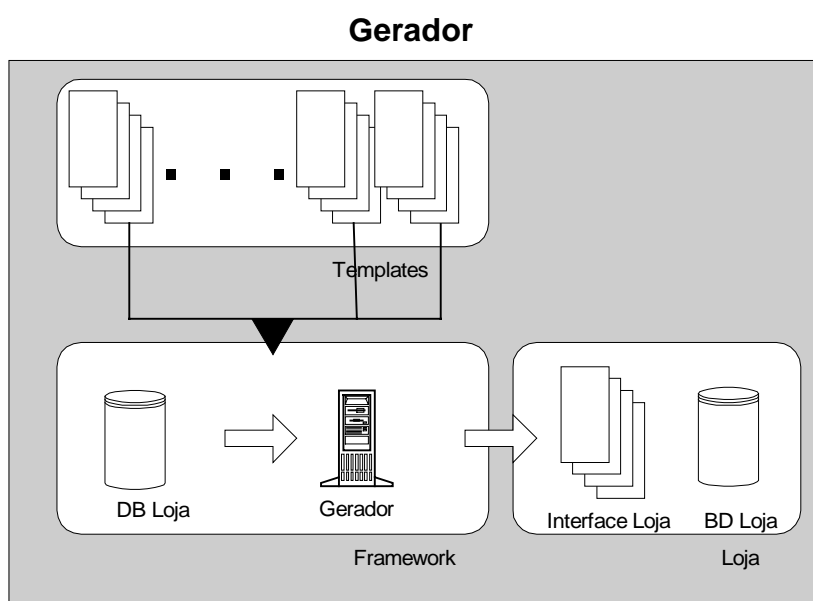 Gerador
Templates
DB Loja
Gerador
Interface Loja
BD Loja
Framework
Loja